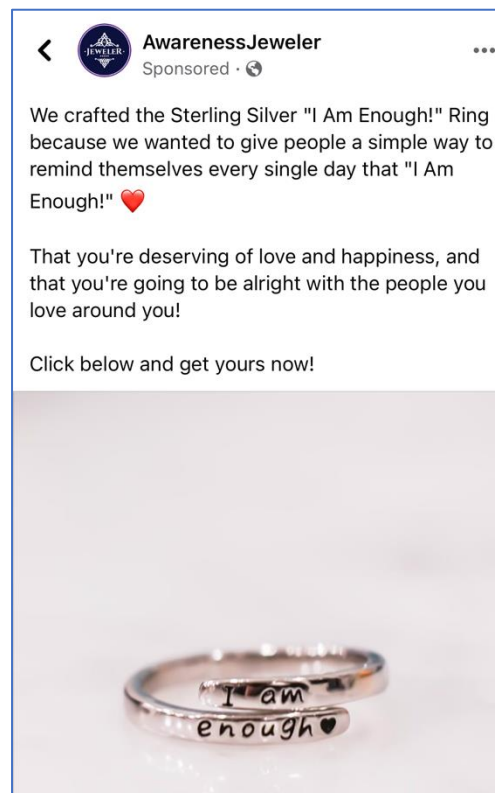 JEWELER
AwarenessJeweler
Sponsored ·
We crafted the Sterling Silver "I Am Enough!" Ring
because we wanted to give people a simple way to
remind themselves every single day that "I Am
Enough!" ❤️
That you're deserving of love and happiness, and
that you're going to be alright with the people you
love around you!
Click below and get yours now!
I am
enough♥